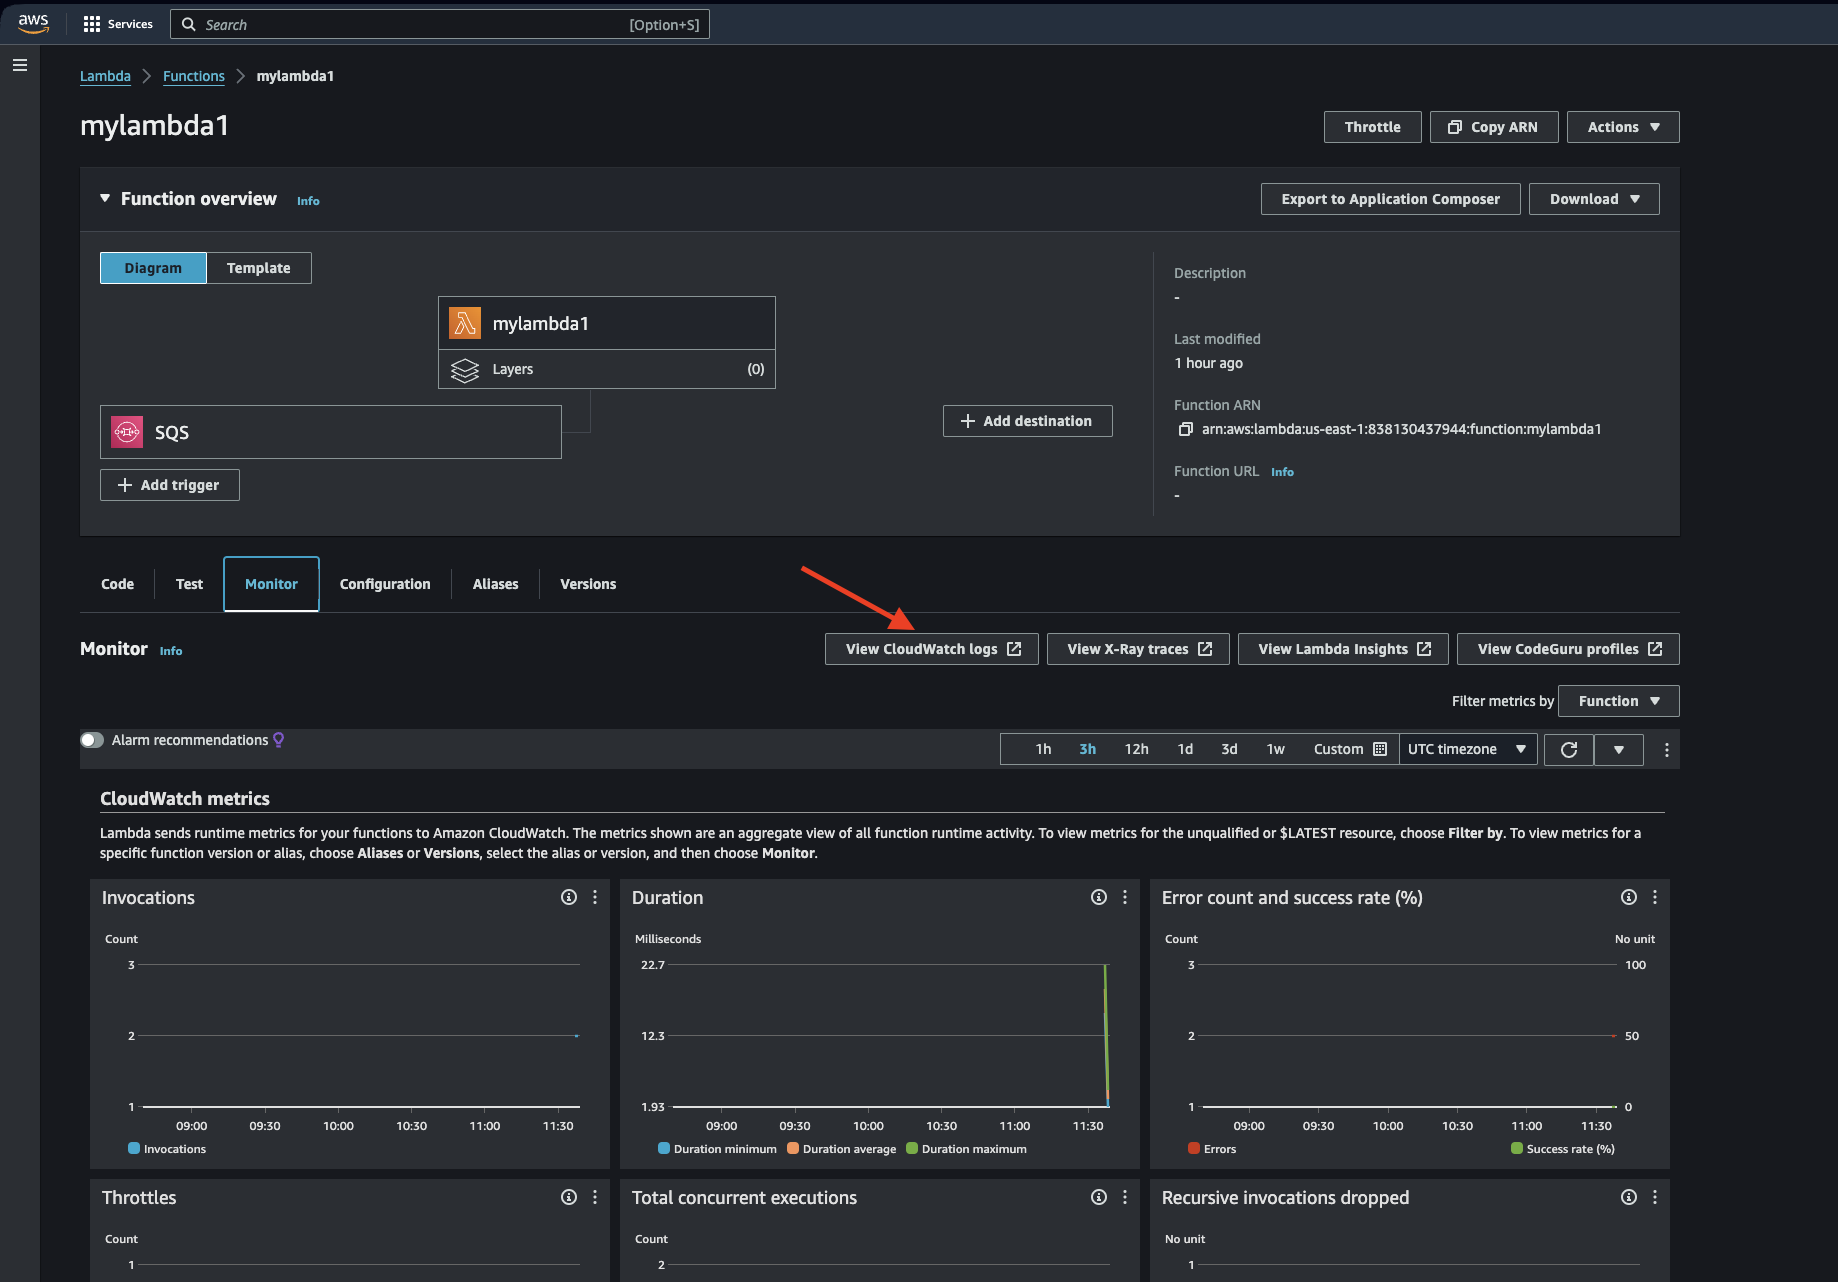 aws
Services
Search
[Option+S]
Lambda
Functions
mylambda1
mylambda1
Throttle
Copy ARN
Actions
Function overview
Info
Export to Application Composer
Download
Diagram
Template
mylambda1
Layers
(0)
SQS
Add trigger
Add destination
Description
-
Last modified
1 hour ago
Function ARN
arn:aws:lambda:us-east-1:838130437944:function:mylambda1
Function URL
Info
-
Code
Test
Monitor
Configuration
Aliases
Versions
Monitor
Info
View CloudWatch logs
View X-Ray traces
View Lambda Insights
View CodeGuru profiles
Filter metrics by
Function
Alarm recommendations
1h
3h
12h
1d
3d
1w
Custom
UTC timezone
CloudWatch metrics
Lambda sends runtime metrics for your functions to Amazon CloudWatch. The metrics shown are an aggregate view of all function runtime activity. To view metrics for the unqualified or $LATEST resource, choose Filter by. To view metrics for a
specific function version or alias, choose Aliases or Versions, select the alias or version, and then choose Monitor.
Invocations
Count
3
2
1
09:00
09:30
10:00
10:30
11:00
11:30
Invocations
Duration
Milliseconds
22.7
12.3
1.93
09:00
09:30
10:00
10:30
11:00
11:30
Duration minimum
Duration average
Duration maximum
Error count and success rate (%)
Count
No unit
3
100
2
50
1
0
09:00
09:30
10:00
10:30
11:00
11:30
Errors
Success rate (%)
Throttles
Count
1
Total concurrent executions
Count
2
Recursive invocations dropped
No unit
1